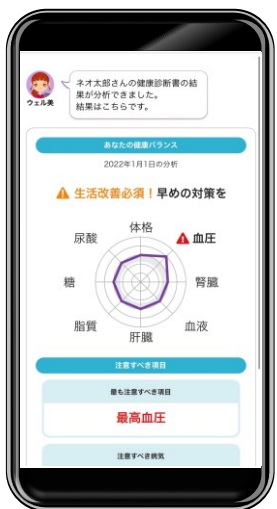 ネオ太郎さんの健康診断書の結
果が分析できました。
結果はこちらです。
ウェル美
あなたの健康バランス
2022年1月1日の分析
生活改善必須！早めの対策を
体格
血圧
腎臓
血液
肝臓
脂質
糖
尿酸
注意すべき項目
最も注意すべき項目
最高血圧
注意すべき病気